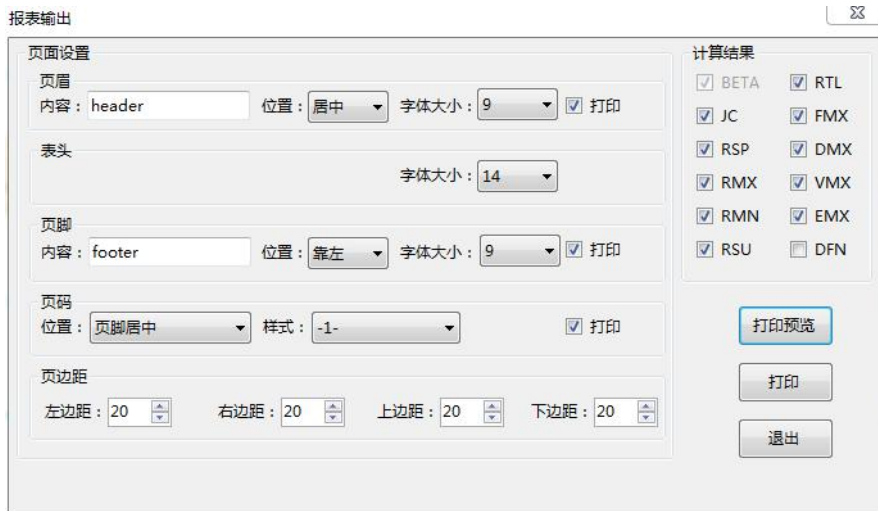 报表输出
页面设置
页眉
内容：header 位置：居中 字体大小：9 打印
表头
字体大小：14
页脚
内容：footer 位置：靠左 字体大小：9 打印
页码
位置：页脚居中 样式：-1- 打印
页边距
左边距：20 右边距：20 上边距：20 下边距：20
计算结果
BETA RTL
JC FMX
RSP DMX
RMX VMX
RMN EMX
RSU DFN
打印预览
打印
退出